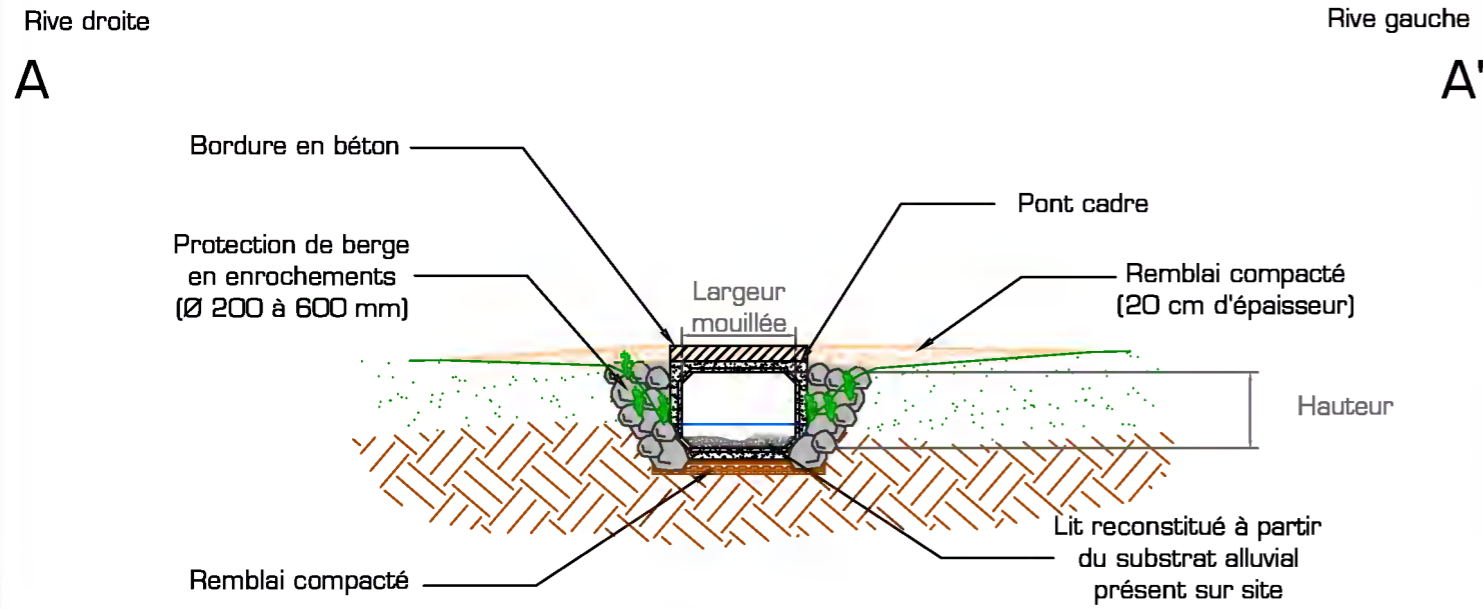 Rive droite
Rive gauche
A
A'
Bordure en béton
Pont cadre
Protection de berge
en enrochements
(Ø 200 à 600 mm)
Remblai compacté
(20 cm d'épaisseur)
Largeur
mouillée
Hauteur
Lit reconstitué à partir
du substrat alluvial
présent sur site
Remblai compacté